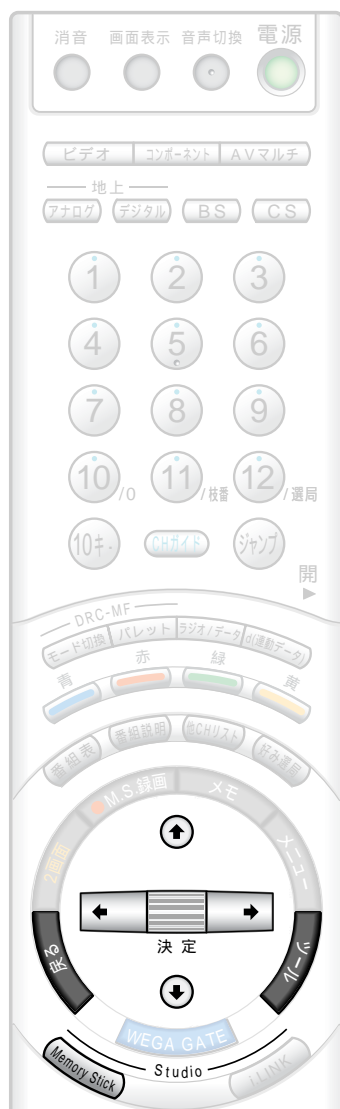 消音 画面表示 音声切換 電源
ビデオ コンポーネント AVマルチ
地上
アナログ デジタル BS CS
1 2 3
4 5 6
7 8 9
10 /0 11 /枝番 12 /選局
10キー CHガイド ジャンプ
開
DRC-MF
モード切換 パレット ラジオ/データ d(連動データ)
青 赤 緑 黄
番組表 番組説明 他CHリスト 好み選局
2画面 M.S.録画 メモ メニュー
決定
戻る ツール
WEGA GATE
Memory Stick Studio i.LINK